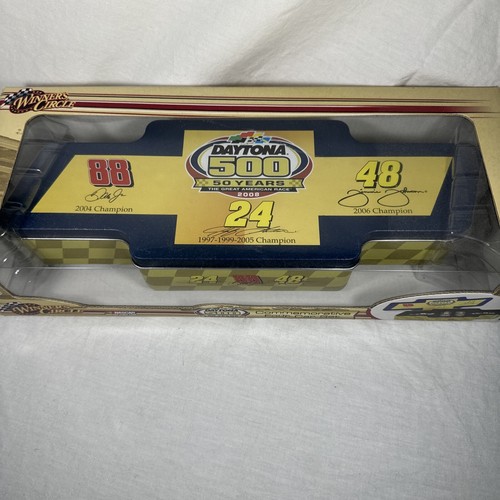 WINNER'S
CIRCLE
DAYTONA
500
50 YEARS
THE GREAT AMERICAN RACE
2008
88
2004 Champion
24
1997-1999-2005 Champion
48
2006 Champion
24 88 48
Commemorative